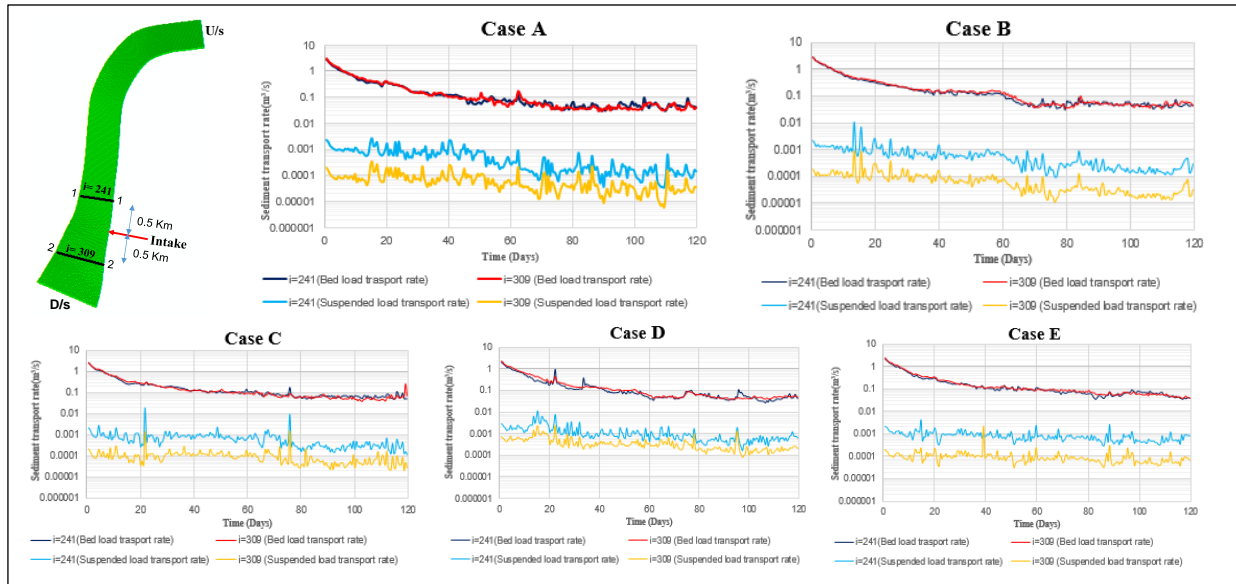 U/s
i= 241
1
1
0.5 Km
Intake
0.5 Km
2
i= 309
2
D/s
Case A
Sediment transport rate(m³/s)
10
1
0.1
0.01
0.001
0.0001
0.00001
0.000001
0 20 40 60 80 100 120
Time (Days)
i=241(Bed load trasport rate)
i=309 (Bed load transport rate)
i=241(Suspended load transport rate)
i=309 (Suspended load transport rate)
Case B
Sediment transport rate(m³/s)
10
1
0.1
0.01
0.001
0.0001
0.00001
0.000001
0 20 40 60 80 100 120
Time (Days)
i=241(Bed load trasport rate)
i=309 (Bed load transport rate)
i=241(Suspended load transport rate)
i=309 (Suspended load transport rate)
Case C
Sediment transport rate(m³/s)
10
1
0.1
0.01
0.001
0.0001
0.00001
0.000001
0 20 40 60 80 100 120
Time (Days)
i=241(Bed load trasport rate)
i=309 (Bed load transport rate)
i=241(Suspended load transport rate)
i=309 (Suspended load transport rate)
Case D
Sediment transport rate(m³/s)
10
1
0.1
0.01
0.001
0.0001
0.00001
0.000001
0 20 40 60 80 100 120
Time (Days)
i=241(Bed load trasport rate)
i=309 (Bed load transport rate)
i=241(Suspended load transport rate)
i=309 (Suspended load transport rate)
Case E
Sediment transport rate(m³/s)
10
1
0.1
0.01
0.001
0.0001
0.00001
0.000001
0 20 40 60 80 100 120
Time (Days)
i=241(Bed load trasport rate)
i=309 (Bed load transport rate)
i=241(Suspended load transport rate)
i=309 (Suspended load transport rate)